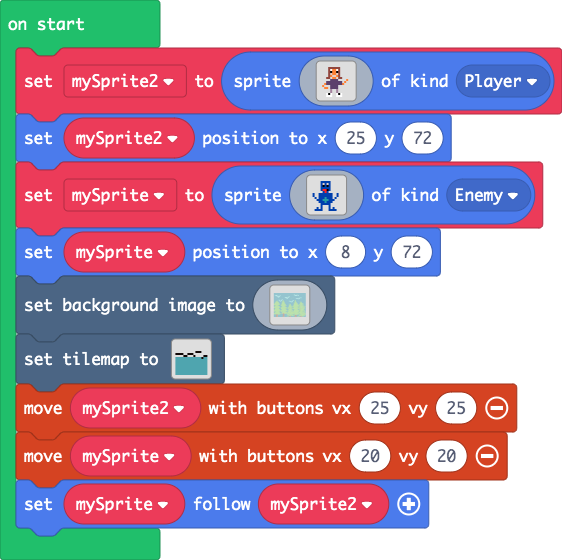 on start
set mySprite2 to sprite of kind Player
set mySprite2 position to x 25 y 72
set mySprite to sprite of kind Enemy
set mySprite position to x 8 y 72
set background image to
set tilemap to
move mySprite2 with buttons vx 25 vy 25
move mySprite with buttons vx 20 vy 20
set mySprite follow mySprite2